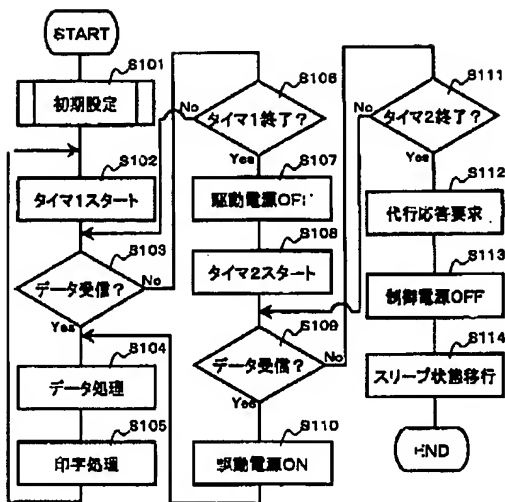 START
S101
初期設定
S102
タイマ1スタート
S103
データ受信?
No
Yes
S104
データ処理
S105
印字処理
S106
タイマ1終了?
No
Yes
S107
駆動電源OFF
S108
タイマ2スタート
S109
データ受信?
No
Yes
S110
駆動電源ON
S111
タイマ2終了?
No
Yes
S112
代行応答要求
S113
制御電源OFF
S114
スリープ状態移行
END